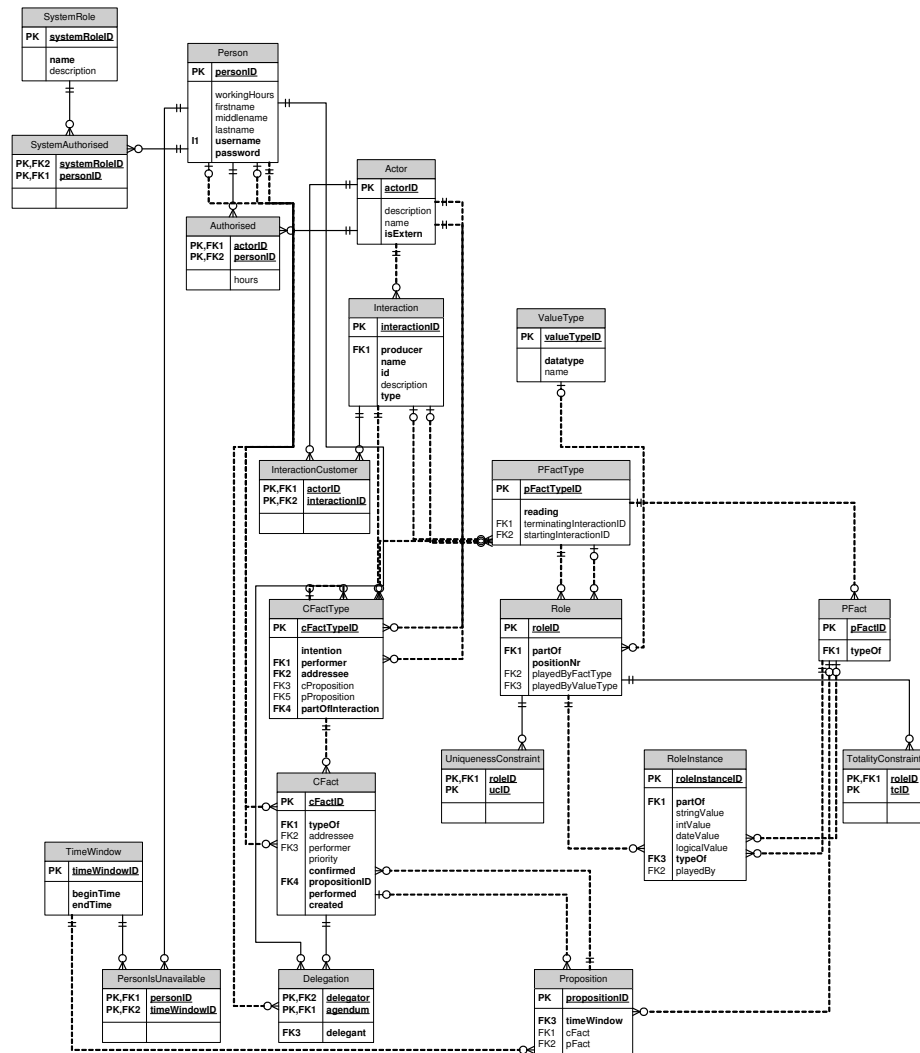 SystemRole
PK systemRoleID
name
description
Person
PK personID
workingHours
firstname
middlename
lastname
I1 username
password
SystemAuthorised
PK,FK2 systemRoleID
PK,FK1 personID
Actor
PK actorID
description
name
isExtern
Authorised
PK,FK1 actorID
PK,FK2 personID
hours
Interaction
PK interactionID
FK1 producer
name
id
description
type
ValueType
PK valueTypeID
datatype
name
InteractionCustomer
PK,FK1 actorID
PK,FK2 interactionID
PFactType
PK pFactTypeID
reading
FK1 terminatingInteractionID
FK2 startingInteractionID
CFactType
PK cFactTypeID
intention
FK1 performer
FK2 addressee
FK3 cProposition
FK5 pProposition
FK4 partOfInteraction
Role
PK roleID
FK1 partOf
positionNr
FK2 playedByFactType
FK3 playedByValueType
PFact
PK pFactID
FK1 typeOf
UniquenessConstraint
PK,FK1 roleID
PK ucID
RoleInstance
PK roleInstanceID
FK1 partOf
stringValue
intValue
dateValue
logicalValue
FK3 typeOf
FK2 playedBy
TotalityConstraint
PK,FK1 roleID
PK tcID
CFact
PK cFactID
FK1 typeOf
FK2 addressee
FK3 performer
priority
confirmed
FK4 propositionID
performed
created
TimeWindow
PK timeWindowID
beginTime
endTime
PersonIsUnavailable
PK,FK1 personID
PK,FK2 timeWindowID
Delegation
PK,FK2 delegator
PK,FK1 agendum
FK3 delegant
Proposition
PK propositionID
FK3 timeWindow
FK1 cFact
FK2 pFact